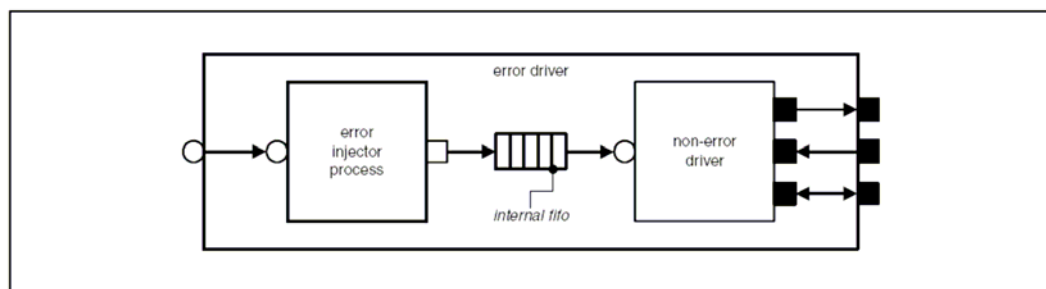 error driver
error
injector
process
internal fifo
non-error
driver